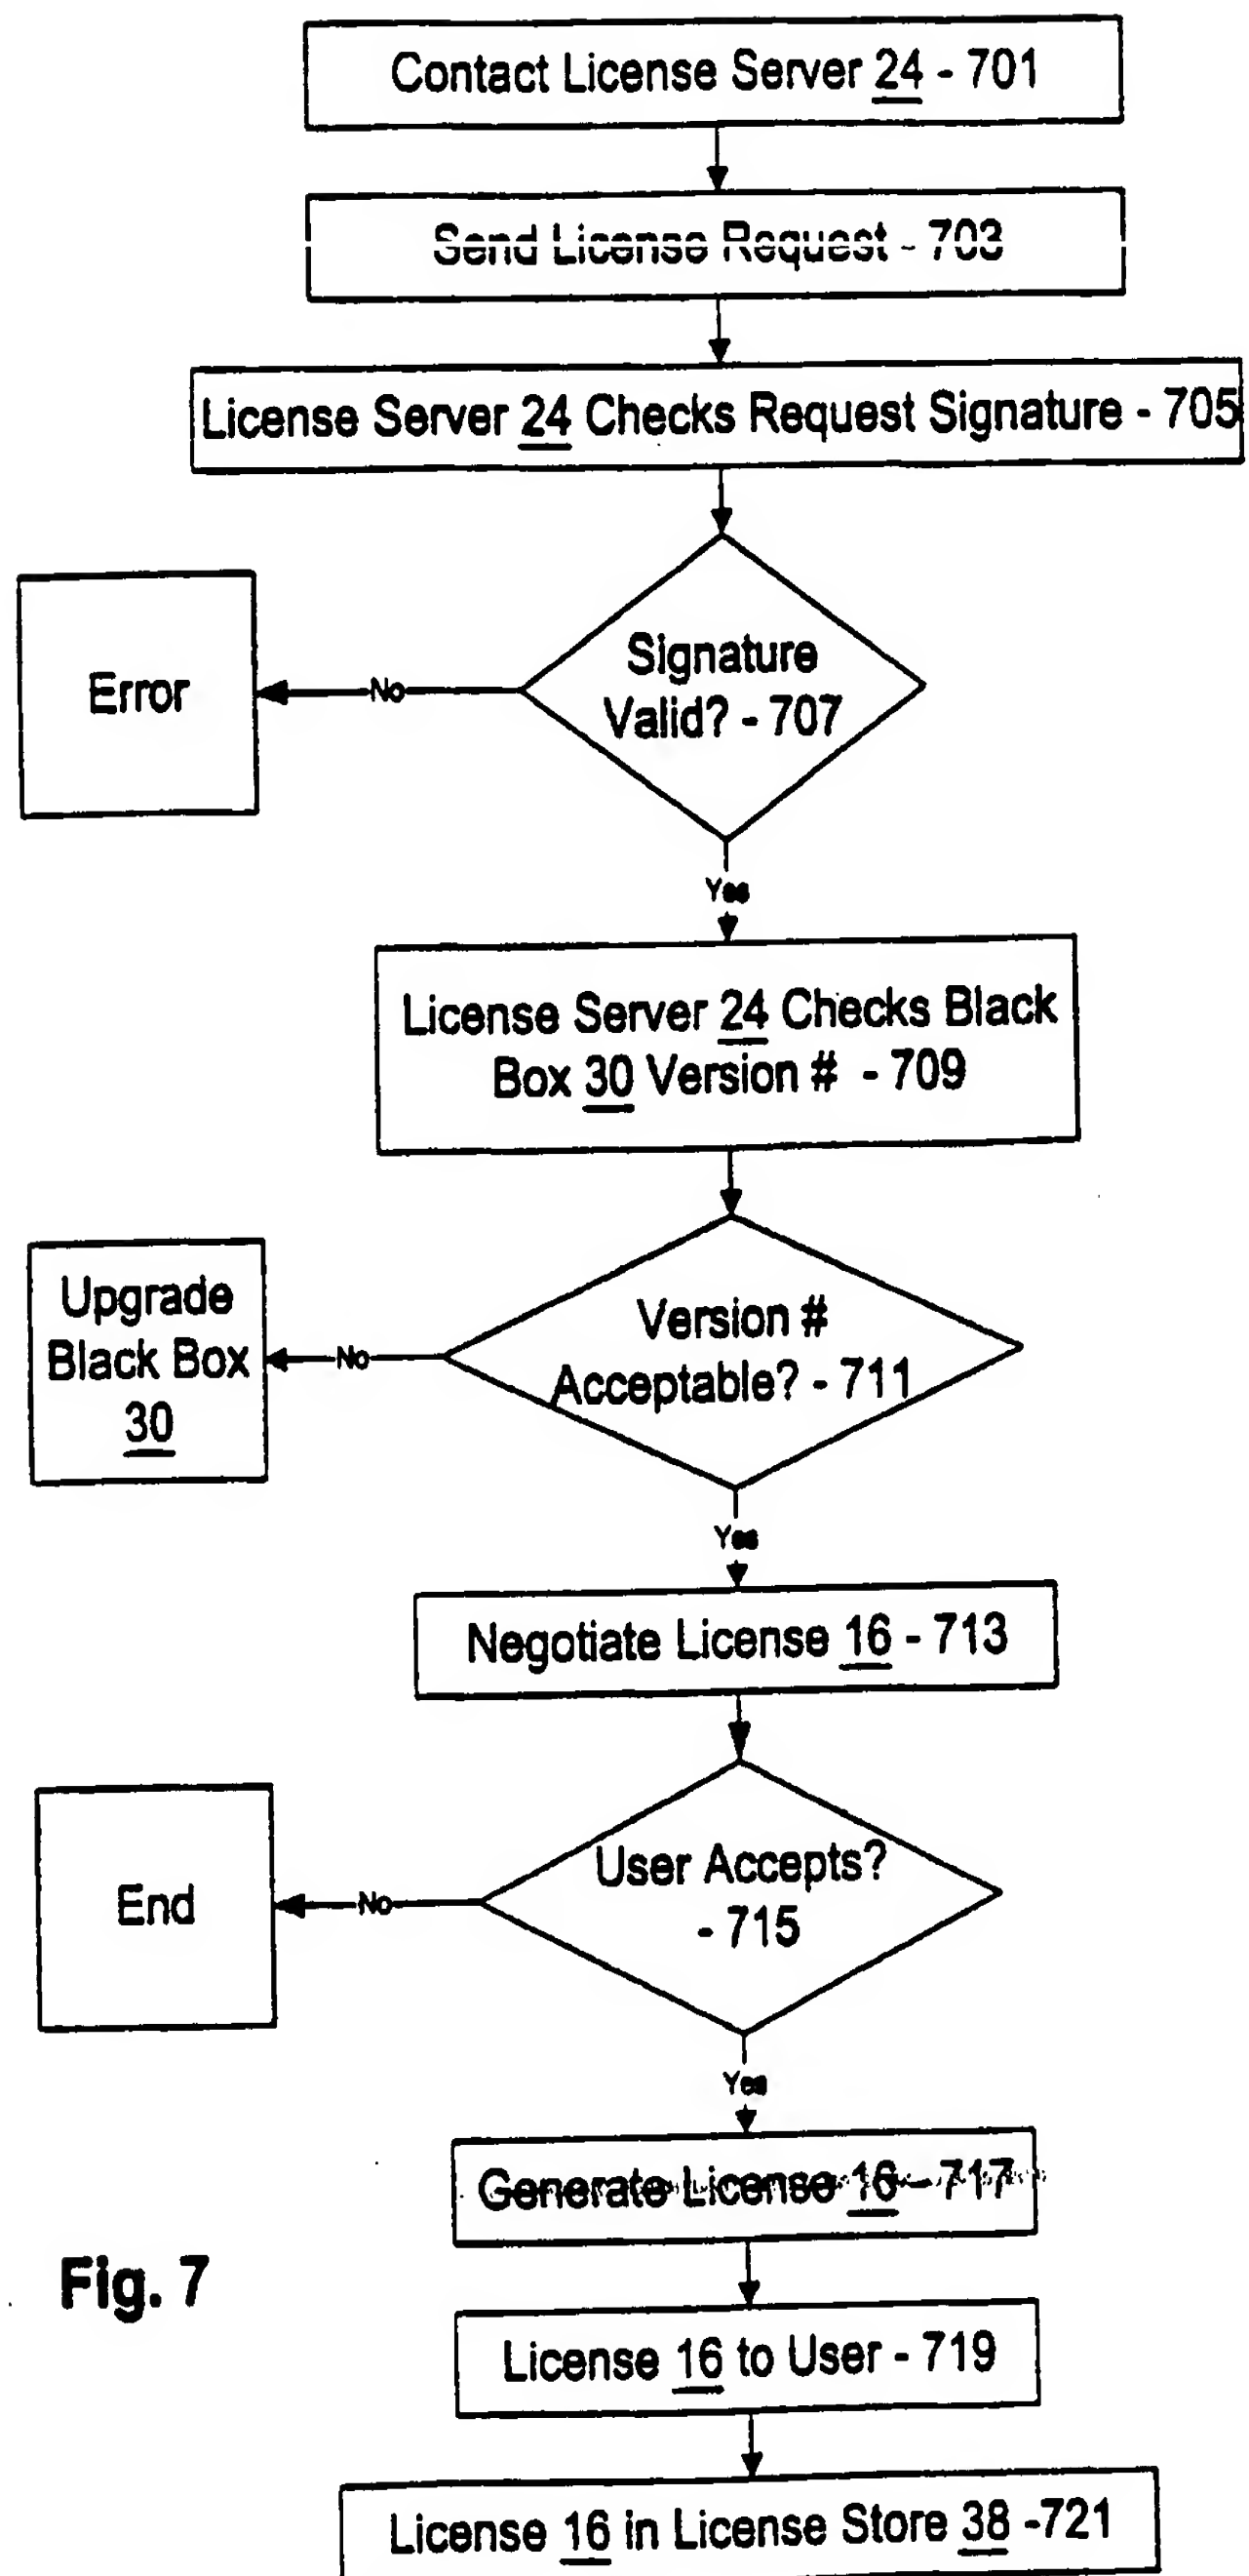 Contact License Server 24 - 701
Send License Request - 703
License Server 24 Checks Request Signature - 705
Signature
Valid? - 707
No
Error
Yes
License Server 24 Checks Black
Box 30 Version # - 709
Version #
Acceptable? - 711
No
Upgrade
Black Box
30
Yes
Negotiate License 16 - 713
User Accepts?
- 715
No
End
Yes
Generate License 16 - 717
Fig. 7
License 16 to User - 719
License 16 in License Store 38 -721